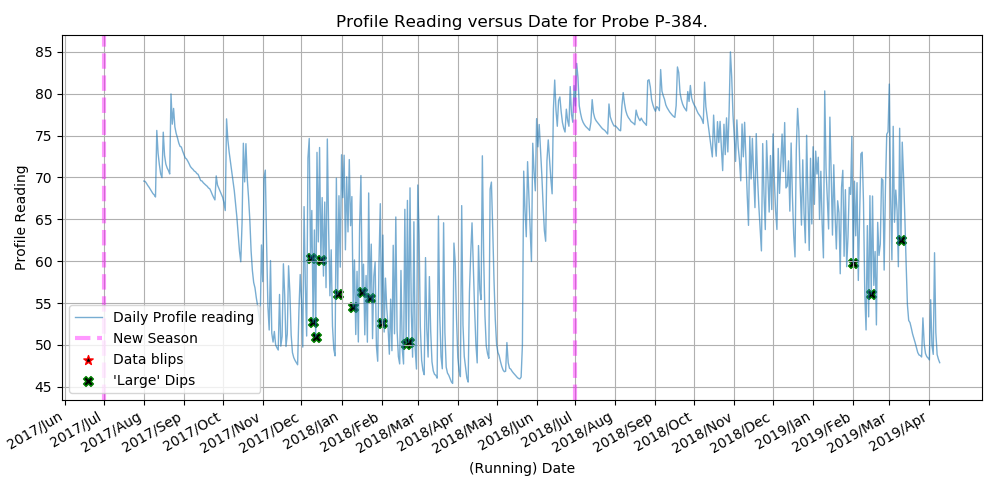 Profile Reading versus Date for Probe P-384.
Profile Reading
85
80
75
70
65
60
55
50
45
Daily Profile reading
New Season
Data blips
'Large' Dips
2017/Jun
2017/Jul
2017/Aug
2017/Sep
2017/Oct
2017/Nov
2017/Dec
2018/Jan
2018/Feb
2018/Mar
2018/Apr
2018/May
2018/Jun
2018/Jul
2018/Aug
2018/Sep
2018/Oct
2018/Nov
2018/Dec
2019/Jan
2019/Feb
2019/Mar
2019/Apr
(Running) Date